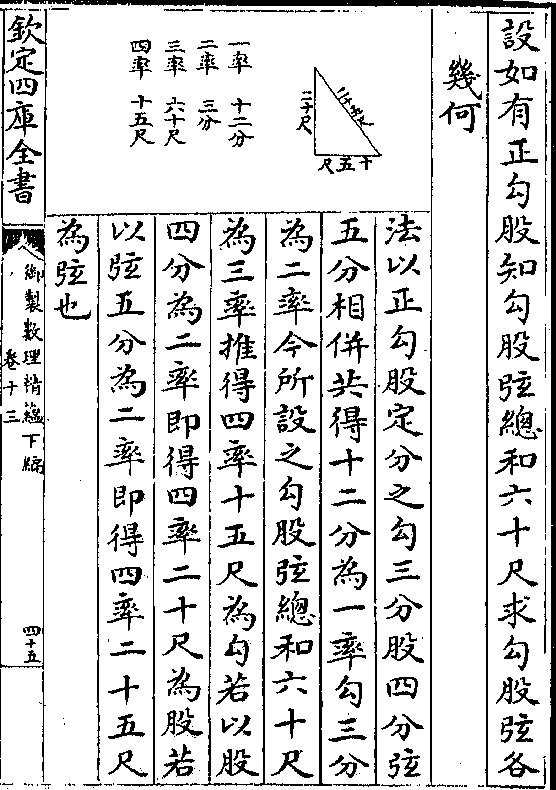 設如有正勾股知勾股弦總和六十尺求勾股弦各
幾何
法以正勾股定分之勾三分股四分弦
五分相併共得十二分為一率勾三分
為二率今所設之勾股弦總和六十尺
為三率推得四率十五尺為勾若以股
四分為二率即得四率二十尺為股若
以弦五分為二率即得四率二十五尺
為弦也
二十尺
二十五尺
十五尺
一率 十二分
二率 三分
三率 六十尺
四率 十五尺
欽定四庫全書
御製數理精蘊下編
卷十三
四十五